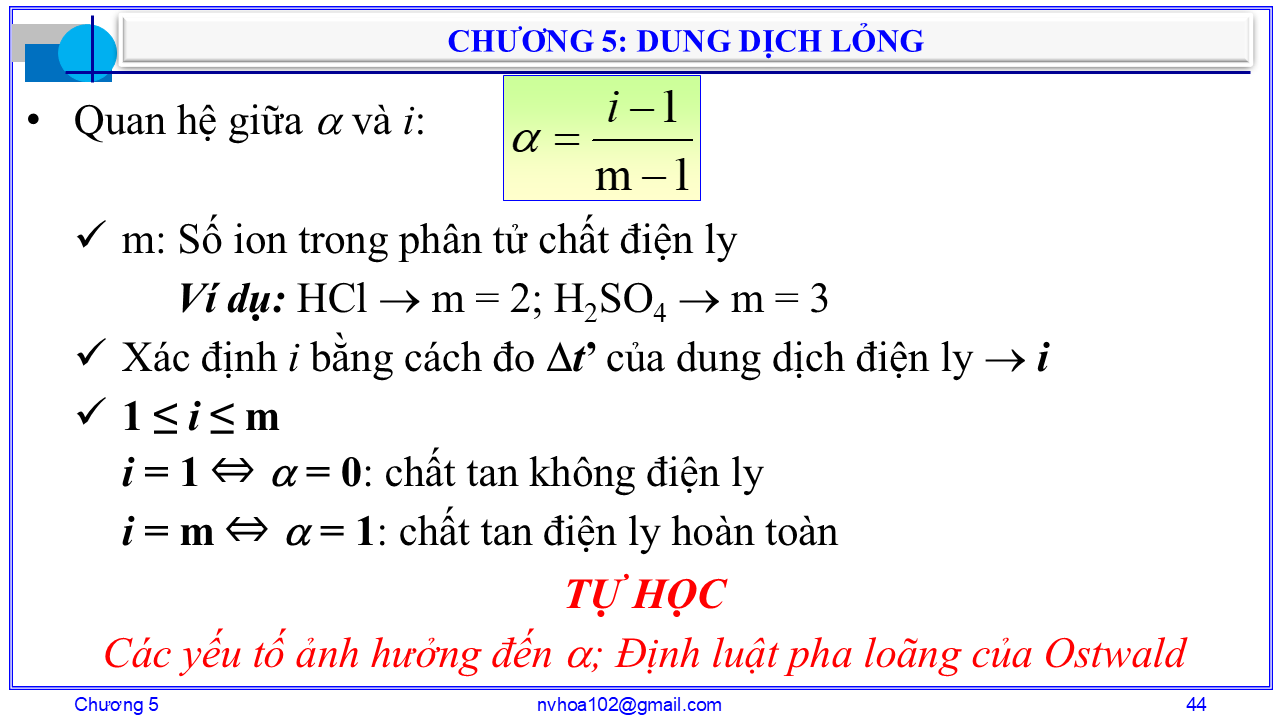 CHƯƠNG 5: DUNG DỊCH LỎNG
• Quan hệ giữa α và i:
α = (i – 1) / (m – 1)
✓ m: Số ion trong phân tử chất điện ly
Ví dụ: HCl → m = 2; H₂SO₄ → m = 3
✓ Xác định i bằng cách đo Δt’ của dung dịch điện ly → i
✓ 1 ≤ i ≤ m
i = 1 ⇔ α = 0: chất tan không điện ly
i = m ⇔ α = 1: chất tan điện ly hoàn toàn
TỰ HỌC
Các yếu tố ảnh hưởng đến α; Định luật pha loãng của Ostwald
Chương 5 nvhoa102@gmail.com 44